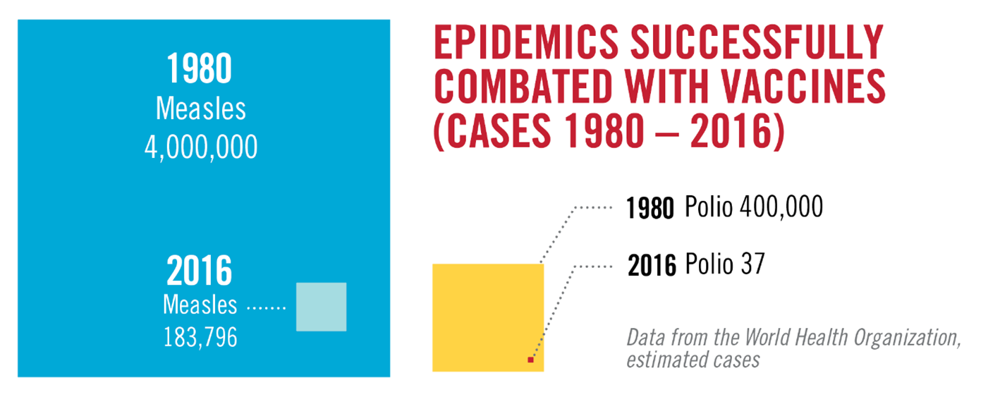 1980
Measles
4,000,000
2016
Measles
183,796
EPIDEMICS SUCCESSFULLY
COMBATED WITH VACCINES
(CASES 1980 – 2016)
1980 Polio 400,000
2016 Polio 37
Data from the World Health Organization,
estimated cases